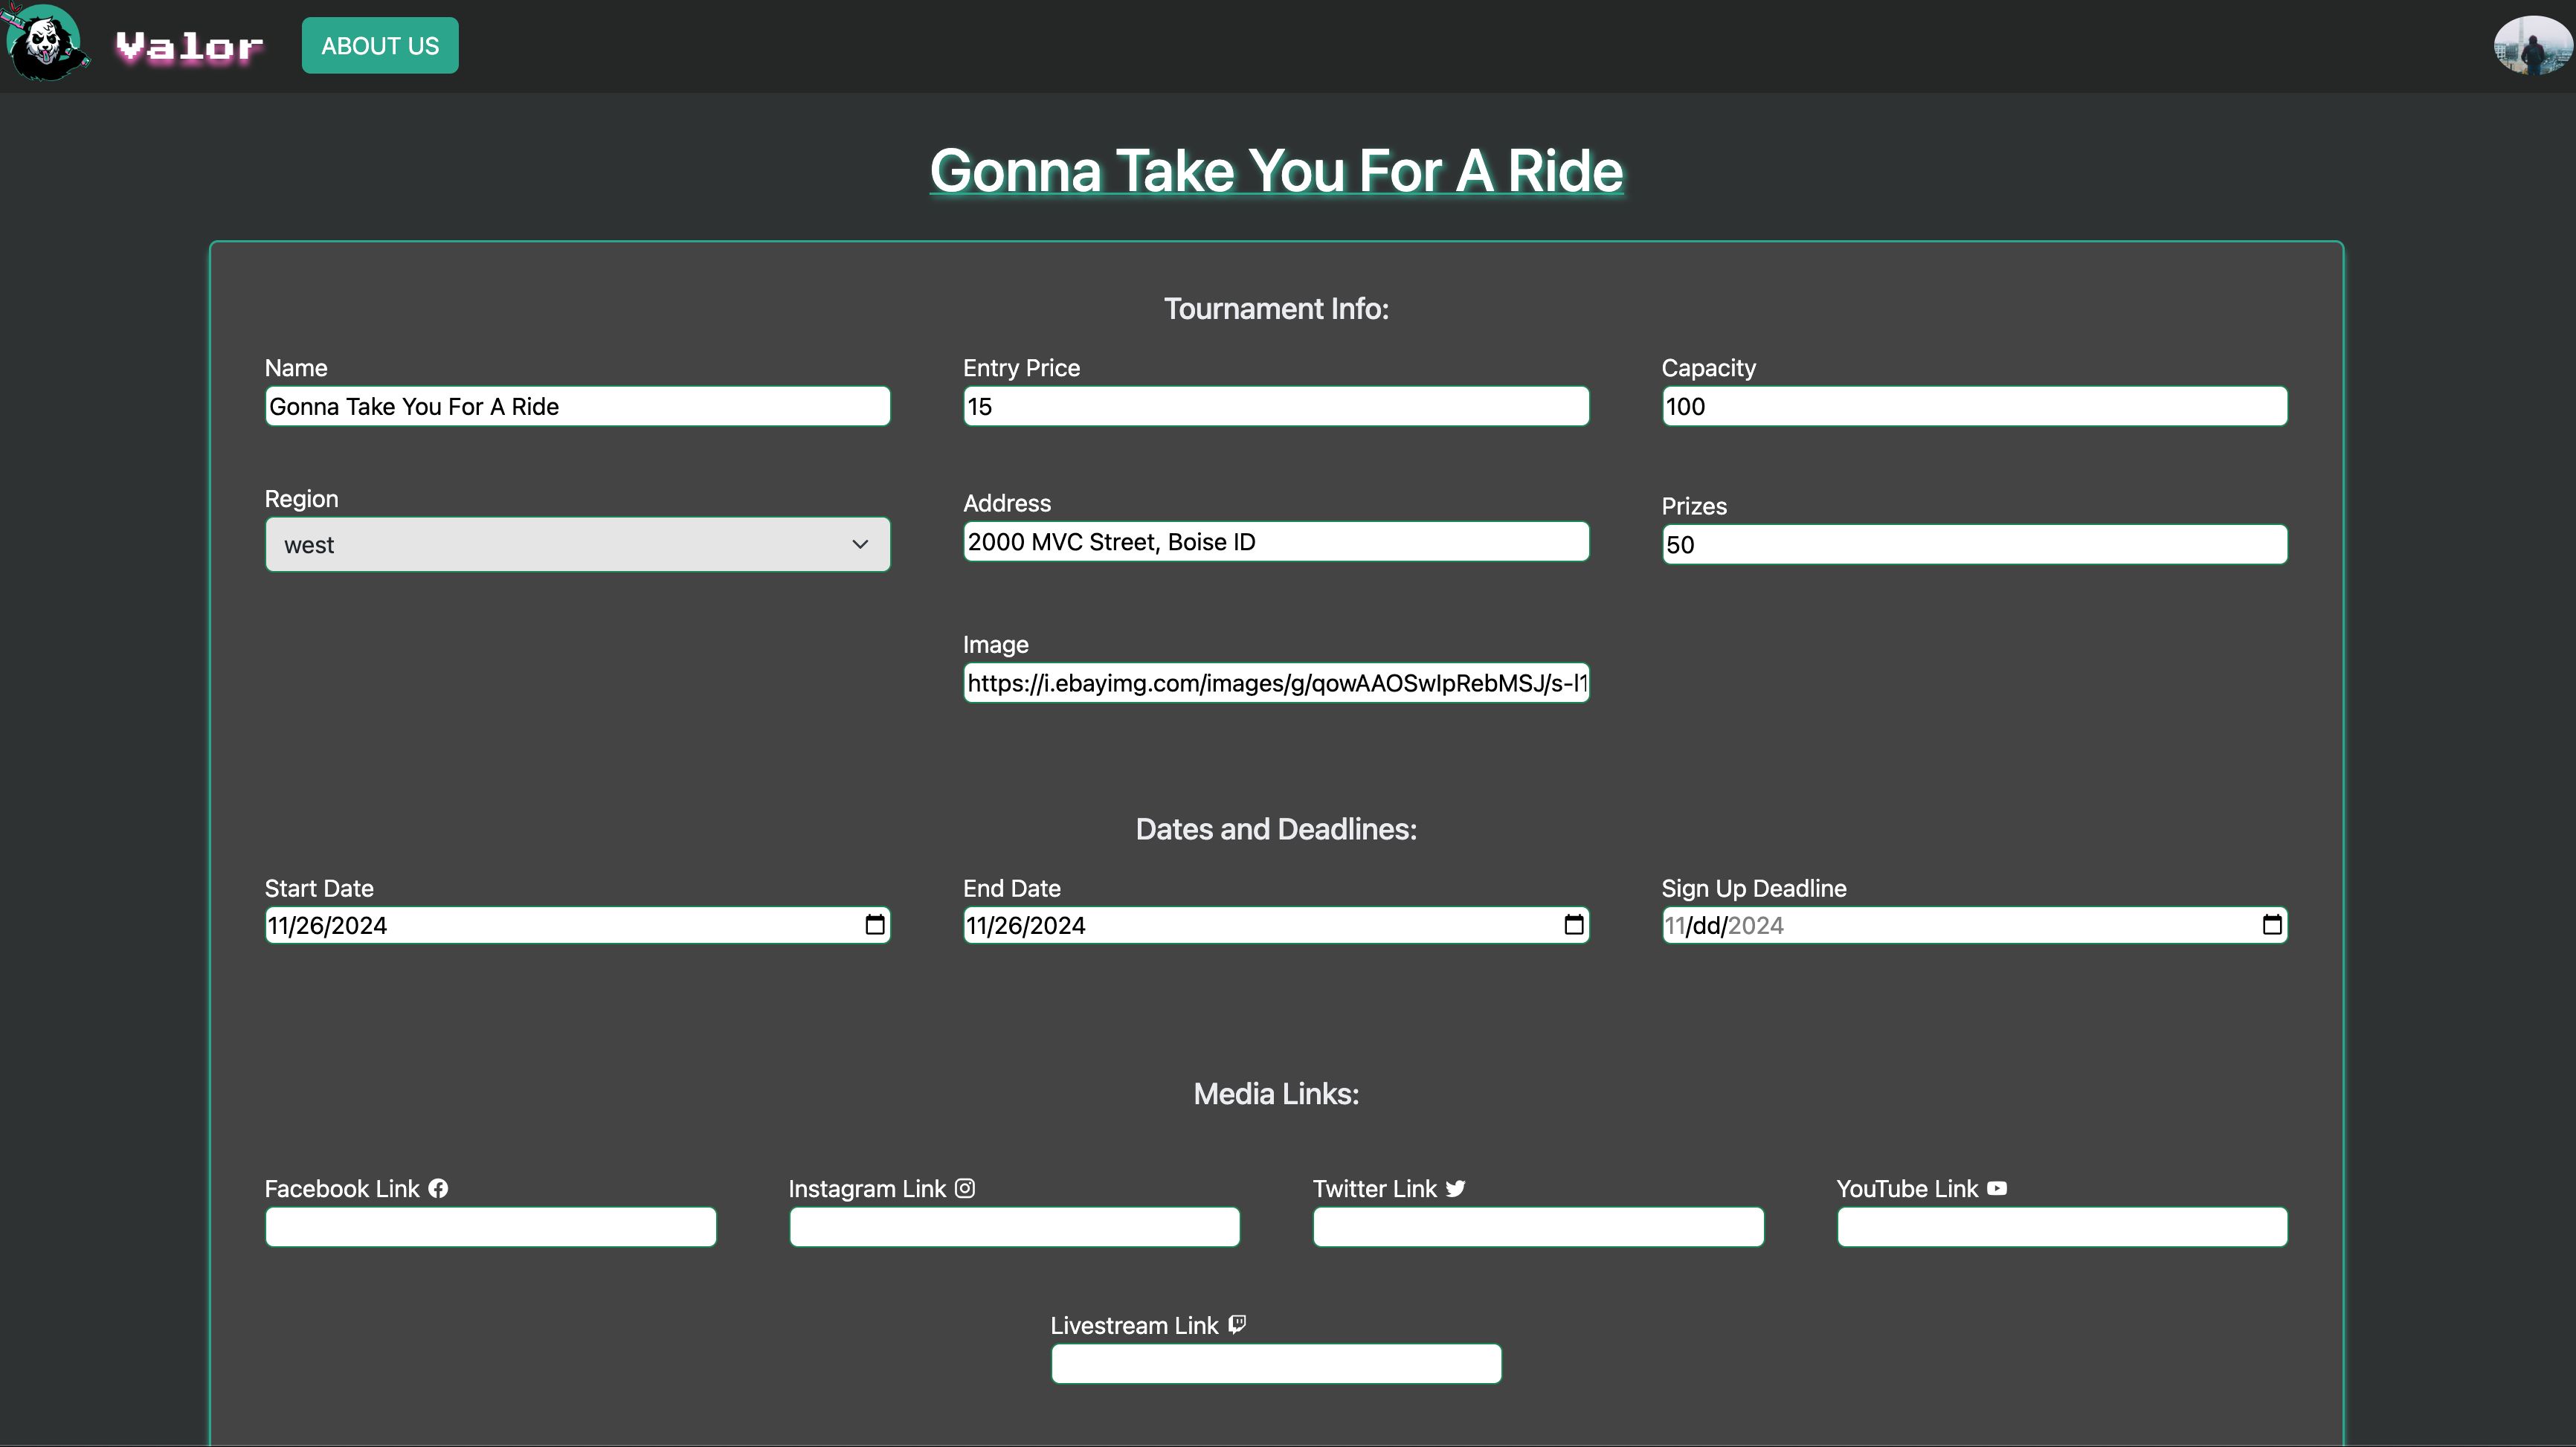 Valor
ABOUT US
Gonna Take You For A Ride
Tournament Info:
Name
Entry Price
Capacity
Gonna Take You For A Ride
15
100
Region
Address
Prizes
west
2000 MVC Street, Boise ID
50
Image
https://i.ebayimg.com/images/g/qowAAOSwIpRebMSJ/s-l1
Dates and Deadlines:
Start Date
End Date
Sign Up Deadline
11/26/2024
11/26/2024
11/dd/2024
Media Links:
Facebook Link
Instagram Link
Twitter Link
YouTube Link
Livestream Link